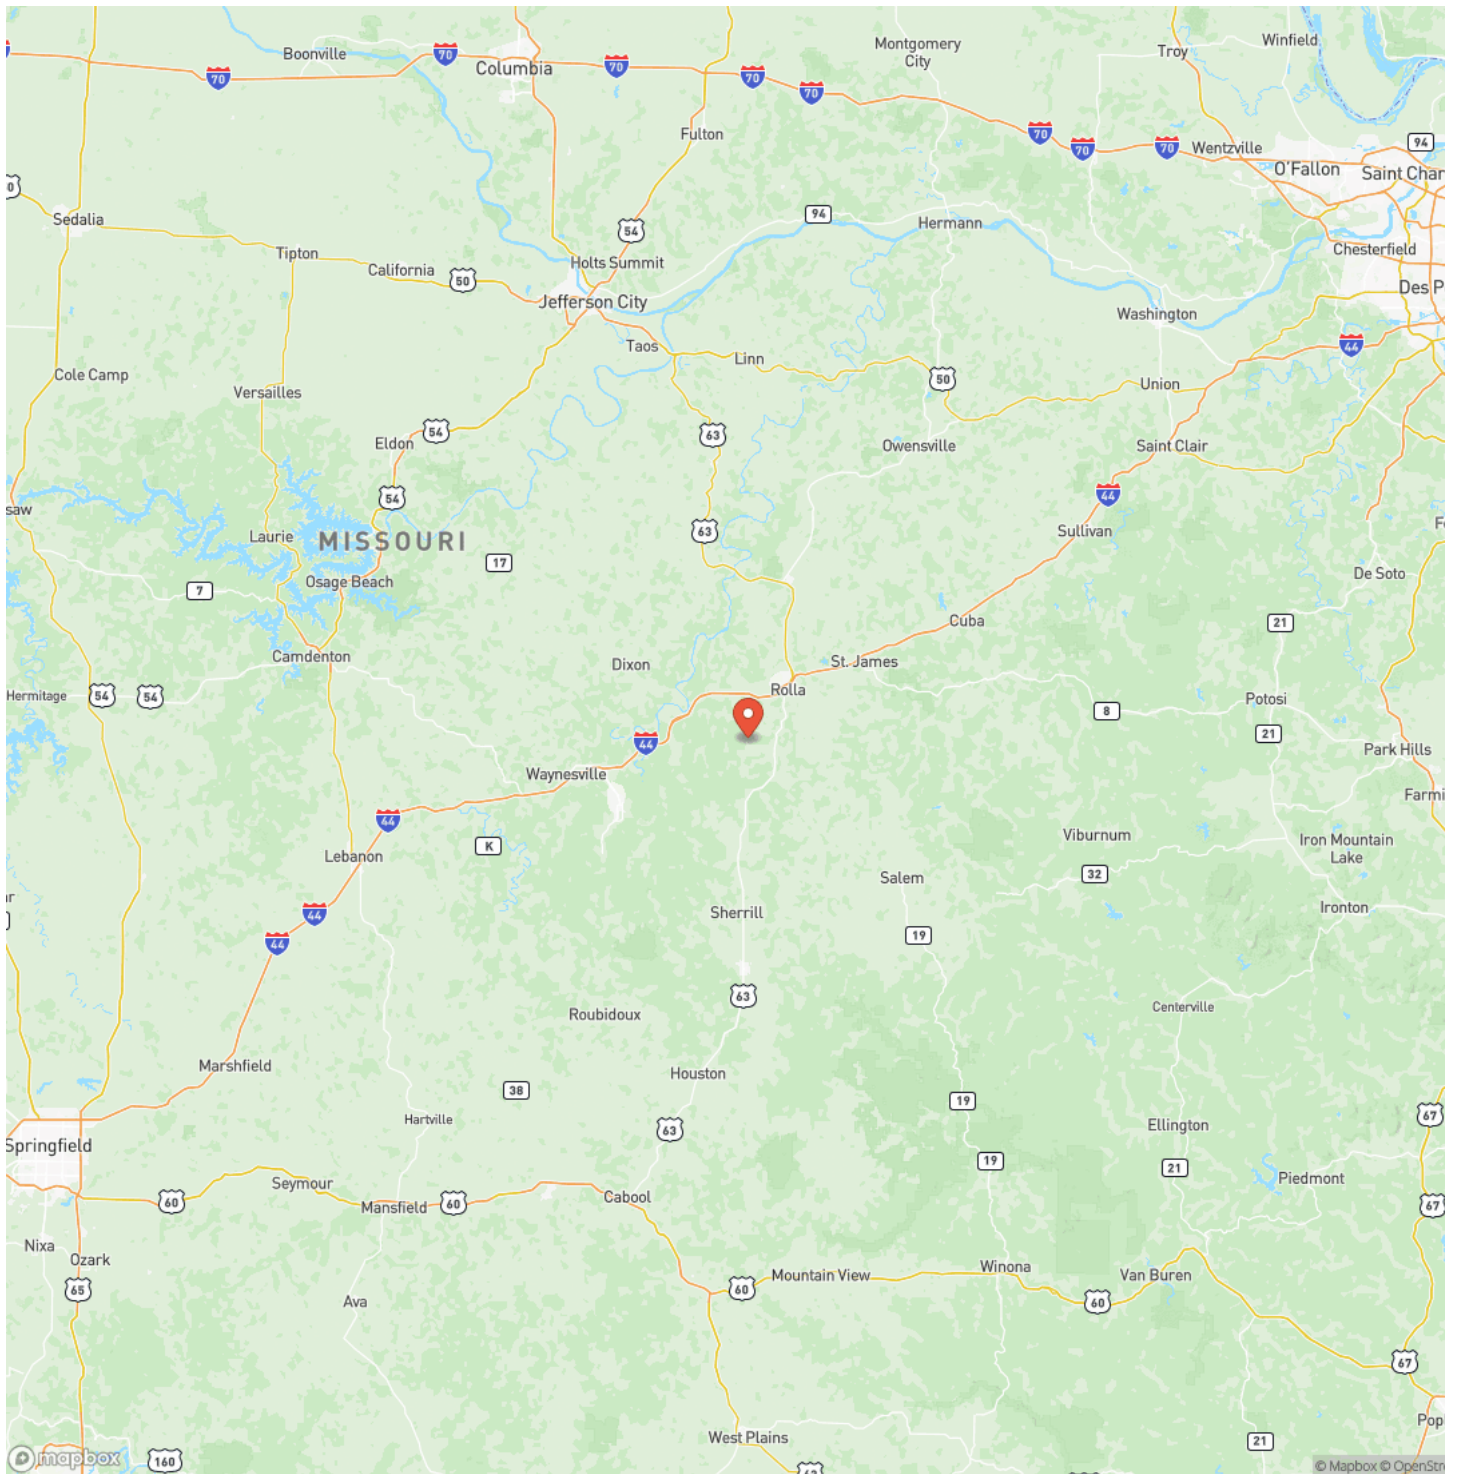 Montgomery
City
Winfield
Troy
Boonville
70
Columbia
70
70
70
70
70
Fulton
70
70
Wentzville
94
O'Fallon
Saint Char
Sedalia
94
Hermann
54
Tipton
California
50
Holts Summit
Chesterfield
Jefferson City
Des P
Washington
Taos
Linn
44
Cole Camp
50
Union
Versailles
54
63
Eldon
Owensville
Saint Clair
54
44
saw
Laurie
MISSOURI
63
Sullivan
17
De Soto
Osage Beach
7
Cuba
21
Camdenton
Dixon
St. James
Rolla
Hermitage
54
54
Potosi
8
44
21
Park Hills
Waynesville
Farmi
44
Viburnum
Iron Mountain
Lake
K
Lebanon
32
Salem
Ironton
44
Sherrill
19
44
63
Centerville
Roubidoux
Marshfield
Houston
38
19
67
Hartville
Ellington
63
Springfield
19
21
Piedmont
Seymour
60
Mansfield
60
Cabool
67
Nixa
Ozark
Winona
Mountain View
Van Buren
65
60
60
Ava
67
Pop
West Plains
21
mapbox
160
63
© Mapbox © OpenStre